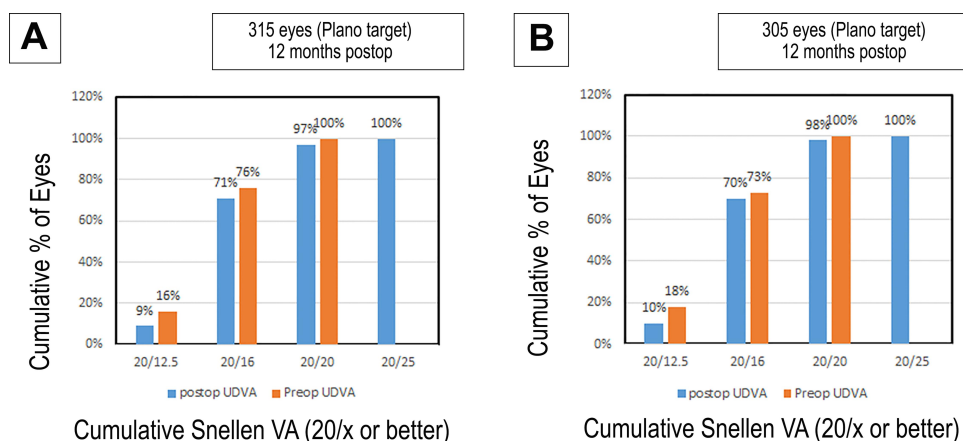 A
315 eyes (Plano target)
12 months postop
120%
100%
80%
60%
40%
20%
0%
Cumulative % of Eyes
9%
16%
71%
76%
97%
100%
100%
20/12.5
20/16
20/20
20/25
postop UDVA
Preop UDVA
Cumulative Snellen VA (20/x or better)
B
305 eyes (Plano target)
12 months postop
120%
100%
80%
60%
40%
20%
0%
Cumulative % of Eyes
10%
18%
70%
73%
98%
100%
100%
20/12.5
20/16
20/20
20/25
postop UDVA
Preop UDVA
Cumulative Snellen VA (20/x or better)